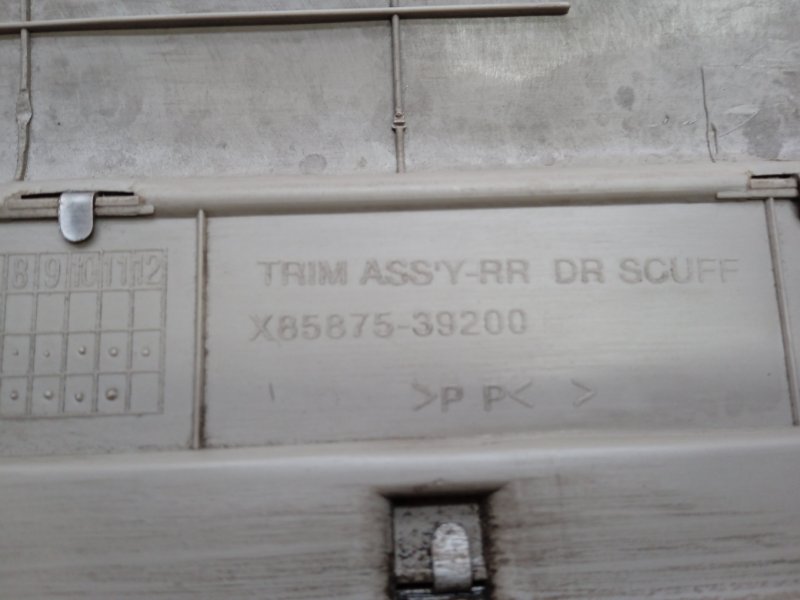 8 9 10 11 12
TRIM ASS'Y-RR DR SCUFF
X85875-39200
>P P< >